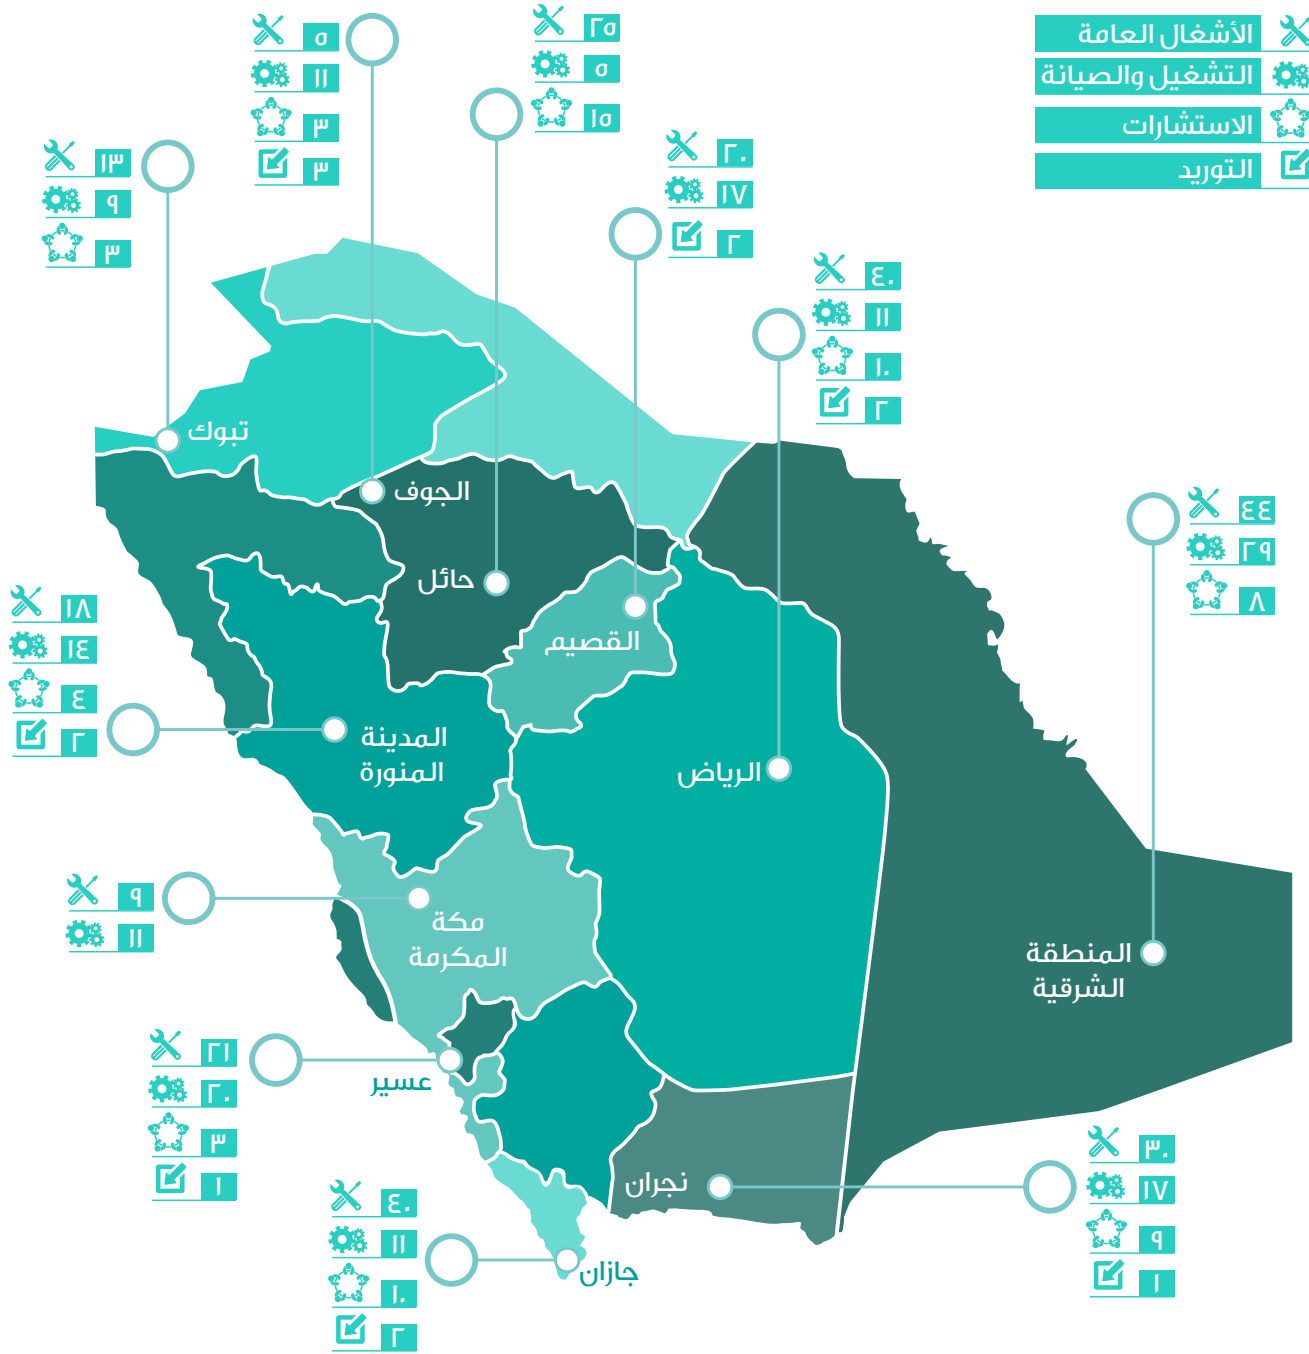 الأشغال العامة
التشغيل والصيانة
الاستشارات
التوريد
٥
١١
٣
٣
٢٥
٥
١٥
١٣
٩
٣
٢٠
١٧
٢
٤٠
١١
١٠
٢
٤٤
٢٩
٨
١٨
١٤
٤
٢
٩
١١
٢١
٢٠
٣
١
٤٠
١١
١٠
٢
٣٠
١٧
٩
١
تبوك
الجوف
حائل
القصيم
المدينة
المنورة
الرياض
مكة
المكرمة
المنطقة
الشرقية
عسير
نجران
جازان